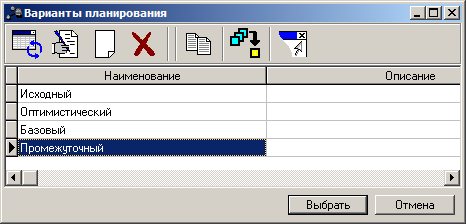 Варианты планирования
Наименование Описание
Исходный
Оптимистический
Базовый
Промежуточный
Выбрать Отмена